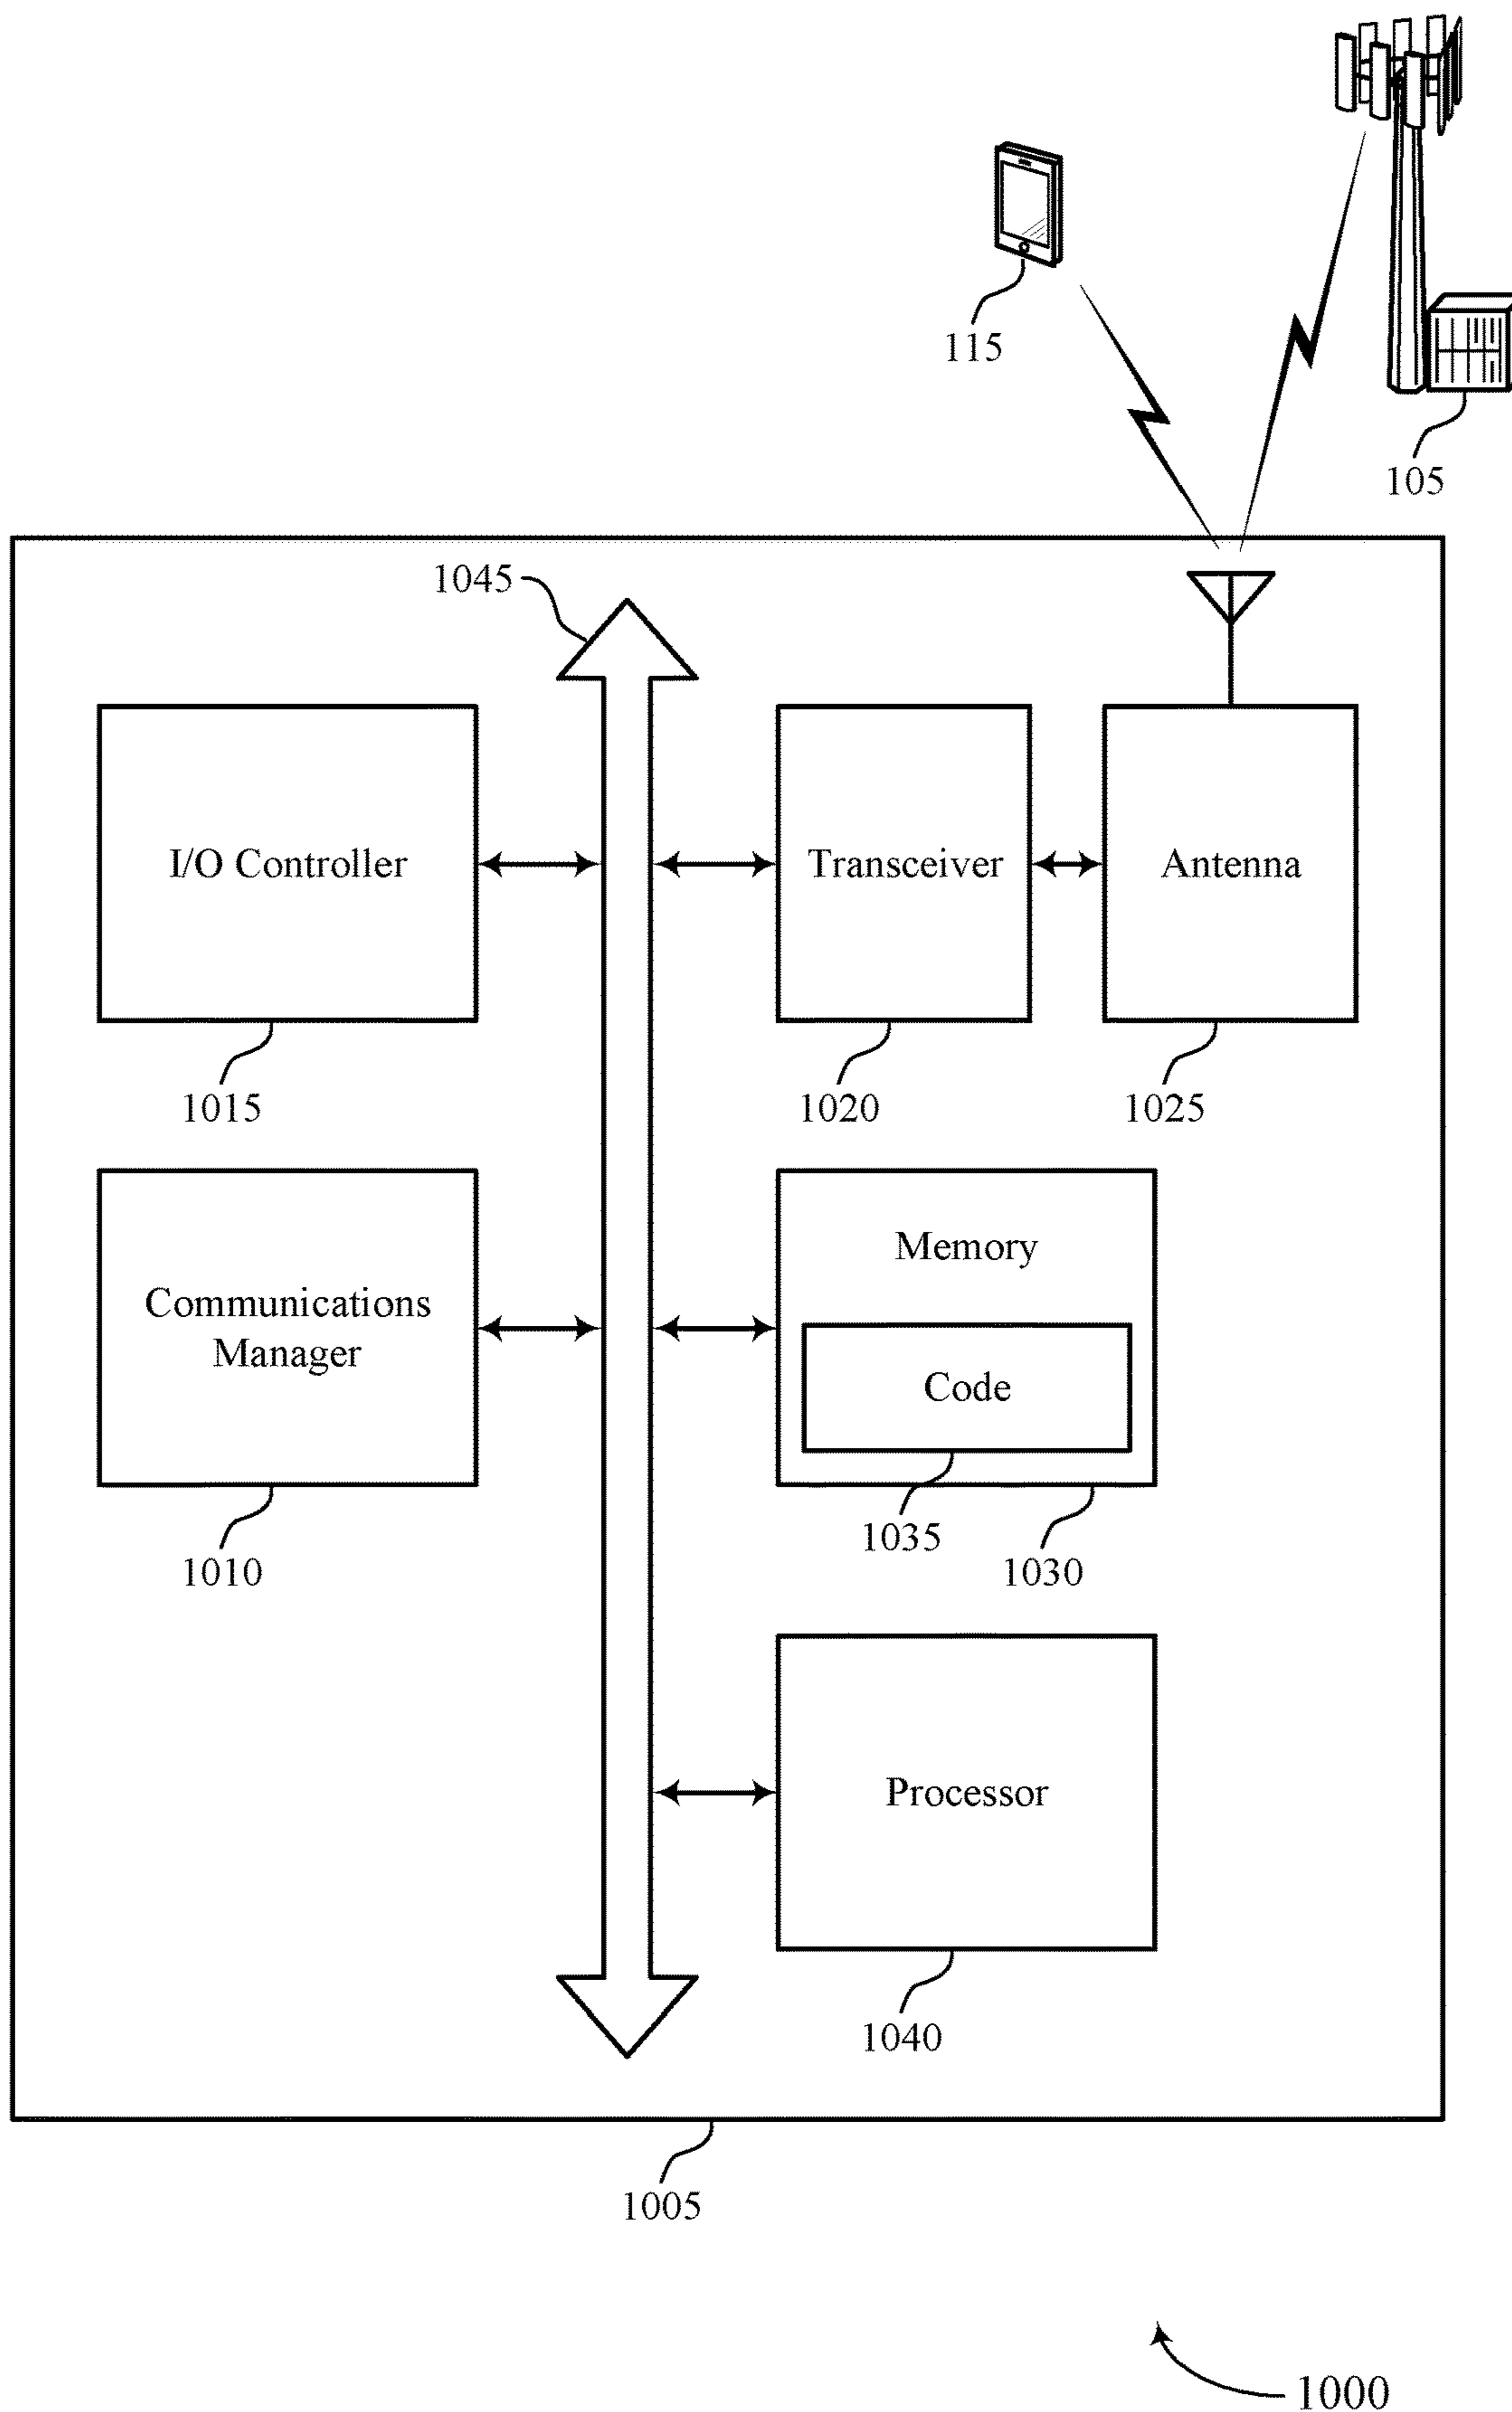 115
105
1045
I/O Controller
Transceiver
Antenna
1015
1020
1025
Communications
Manager
Memory
Code
1010
1035
1030
Processor
1040
1005
1000